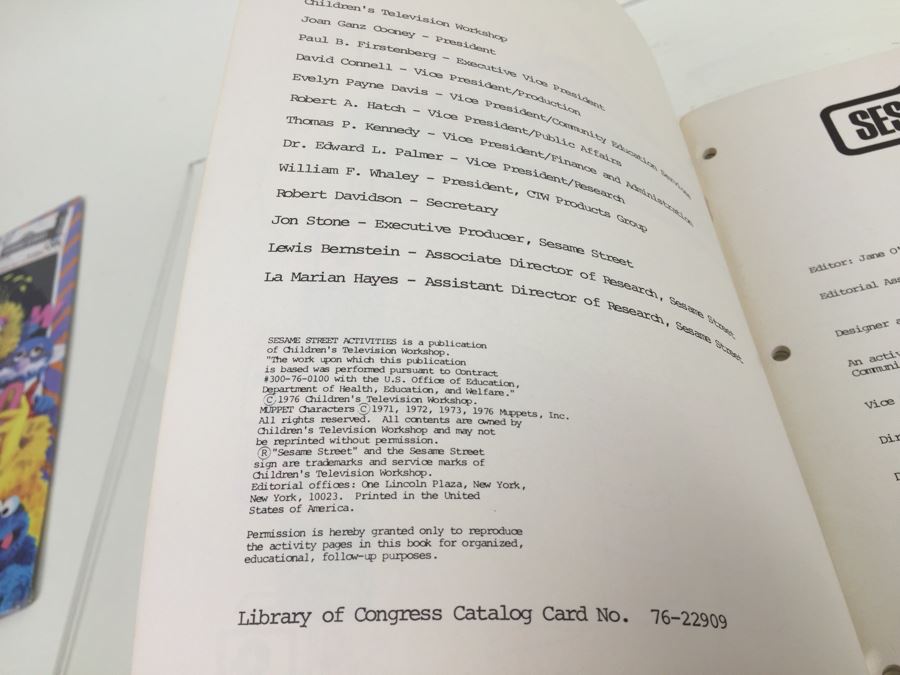 Children's Television Workshop
Joan Ganz Cooney - President
Paul B. Firstenberg - Executive Vice President
David Connell - Vice President/Production
Evelyn Payne Davis - Vice President/Community Education Services
Robert A. Hatch - Vice President/Public Affairs
Thomas P. Kennedy - Vice President/Finance and Administration
Dr. Edward L. Palmer - Vice President/Research
William F. Whaley - President, CTW Products Group
Robert Davidson - Secretary
Jon Stone - Executive Producer, Sesame Street
Lewis Bernstein - Associate Director of Research, Sesame Street
La Marian Hayes - Assistant Director of Research, Sesame Street
SESAME STREET ACTIVITIES is a publication
of Children's Television Workshop.
"The work upon which this publication
is based was performed pursuant to Contract
#300-76-0100 with the U.S. Office of Education,
Department of Health, Education, and Welfare."
©1976 Children's Television Workshop.
MUPPET Characters ©1971, 1972, 1973, 1976 Muppets, Inc.
All rights reserved. All contents are owned by
Children's Television Workshop and may not
be reprinted without permission.
®"Sesame Street" and the Sesame Street
sign are trademarks and service marks of
Children's Television Workshop.
Editorial offices: One Lincoln Plaza, New York,
New York, 10023. Printed in the United
States of America.
Permission is hereby granted only to reproduce
the activity pages in this book for organized,
educational, follow-up purposes.
Library of Congress Catalog Card No. 76-22909
SES
Editor: Jane O'
Editorial Ass
Designer a
An activ
Communi
Vice
Dir